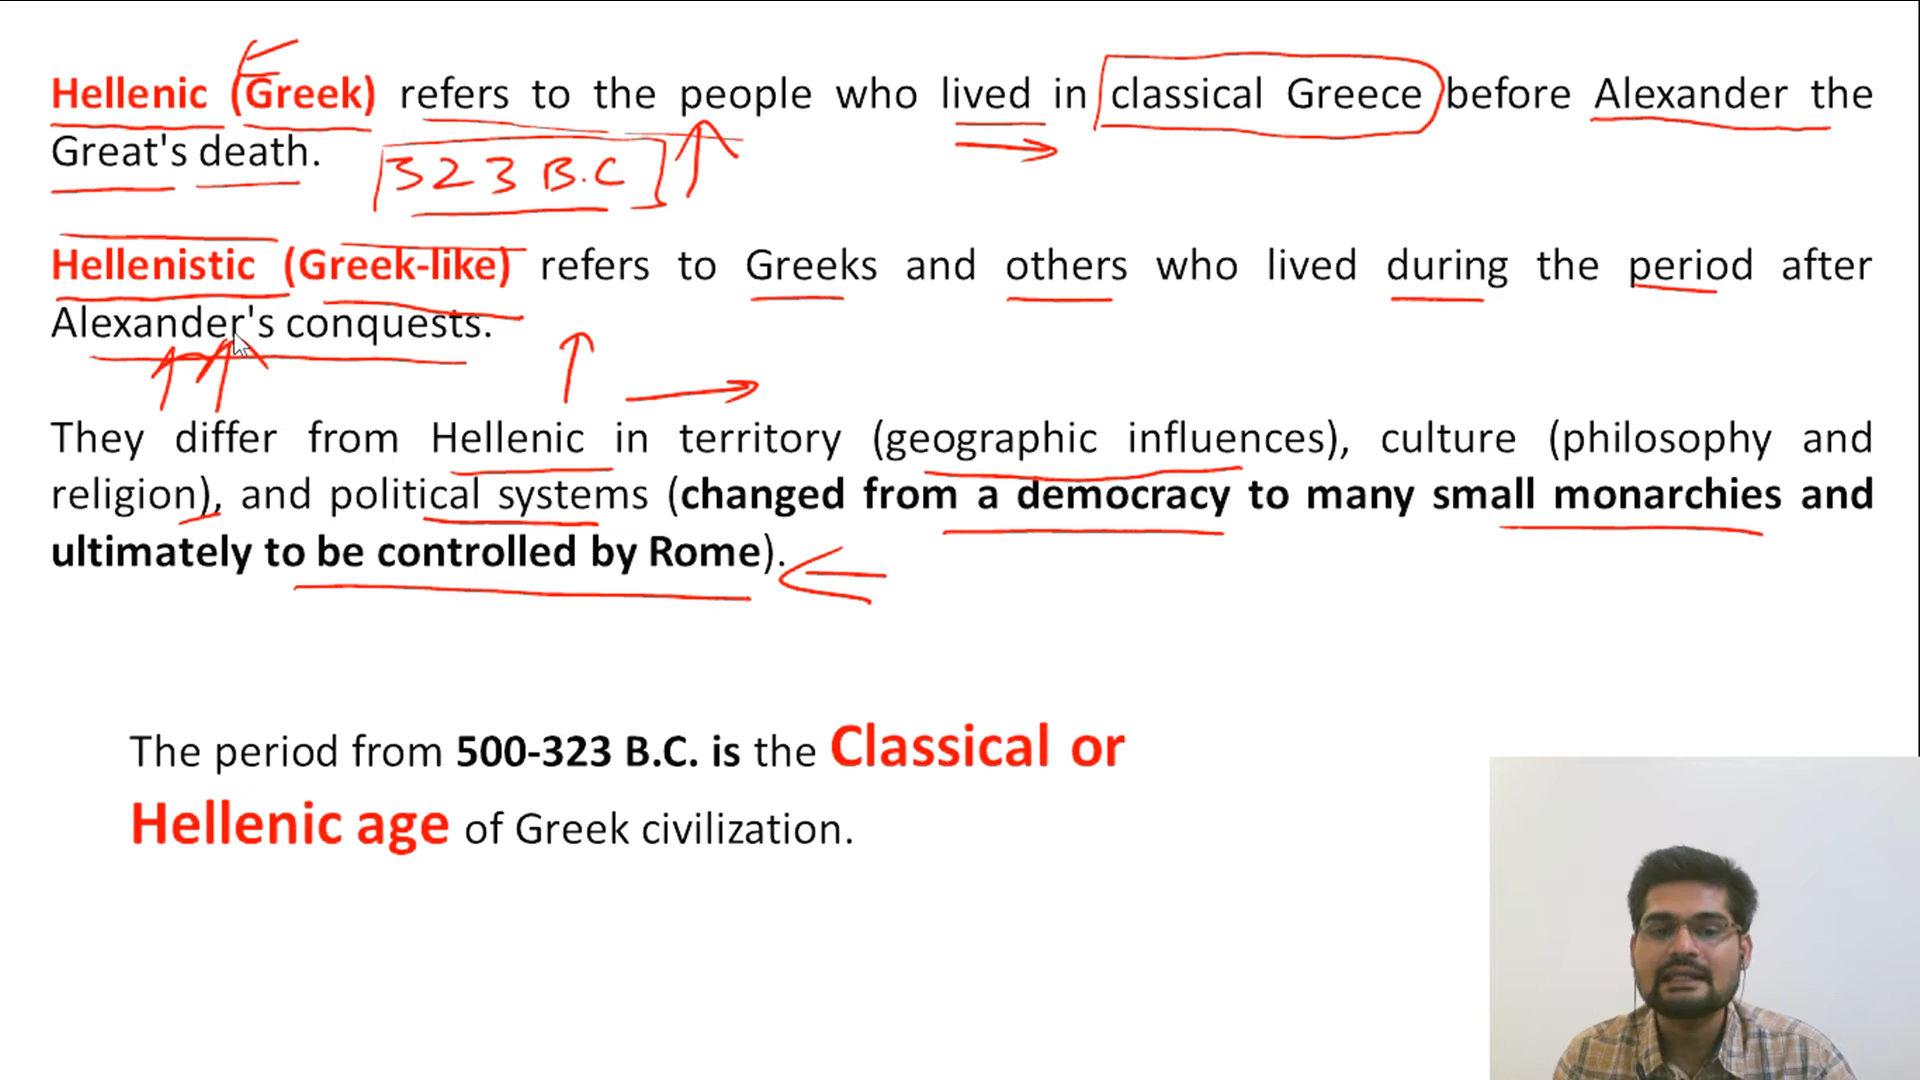 Hellenic (Greek) refers to the people who lived in classical Greece before Alexander the
Great's death.
323 B.C
Hellenistic (Greek-like) refers to Greeks and others who lived during the period after
Alexander's conquests.
They differ from Hellenic in territory (geographic influences), culture (philosophy and
religion), and political systems (changed from a democracy to many small monarchies and
ultimately to be controlled by Rome).
The period from 500-323 B.C. is the Classical or
Hellenic age of Greek civilization.